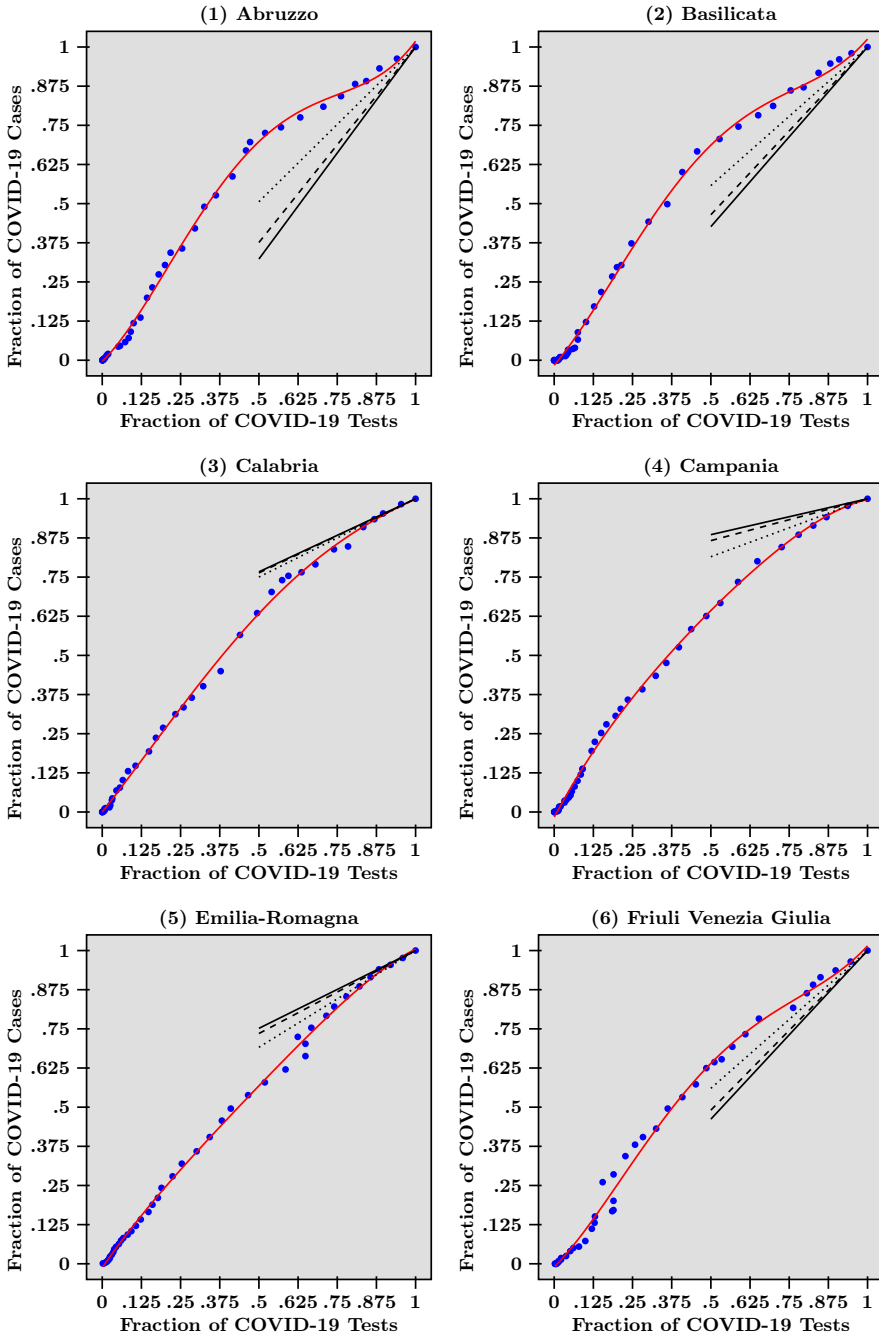 (1) Abruzzo
1
.875
.75
.625
.5
.375
.25
.125
0
Fraction of COVID-19 Cases
0 .125 .25 .375 .5 .625 .75 .875 1
Fraction of COVID-19 Tests
(2) Basilicata
1
.875
.75
.625
.5
.375
.25
.125
0
Fraction of COVID-19 Cases
0 .125 .25 .375 .5 .625 .75 .875 1
Fraction of COVID-19 Tests
(3) Calabria
1
.875
.75
.625
.5
.375
.25
.125
0
Fraction of COVID-19 Cases
0 .125 .25 .375 .5 .625 .75 .875 1
Fraction of COVID-19 Tests
(4) Campania
1
.875
.75
.625
.5
.375
.25
.125
0
Fraction of COVID-19 Cases
0 .125 .25 .375 .5 .625 .75 .875 1
Fraction of COVID-19 Tests
(5) Emilia-Romagna
1
.875
.75
.625
.5
.375
.25
.125
0
Fraction of COVID-19 Cases
0 .125 .25 .375 .5 .625 .75 .875 1
Fraction of COVID-19 Tests
(6) Friuli Venezia Giulia
1
.875
.75
.625
.5
.375
.25
.125
0
Fraction of COVID-19 Cases
0 .125 .25 .375 .5 .625 .75 .875 1
Fraction of COVID-19 Tests